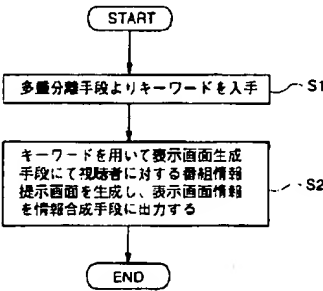 START
多重分離手段よりキーワードを入手
S1
キーワードを用いて表示画面生成
手段にて視聴者に対する番組情報
提示画面を生成し、表示画面情報
を情報合成手段に出力する
S2
END